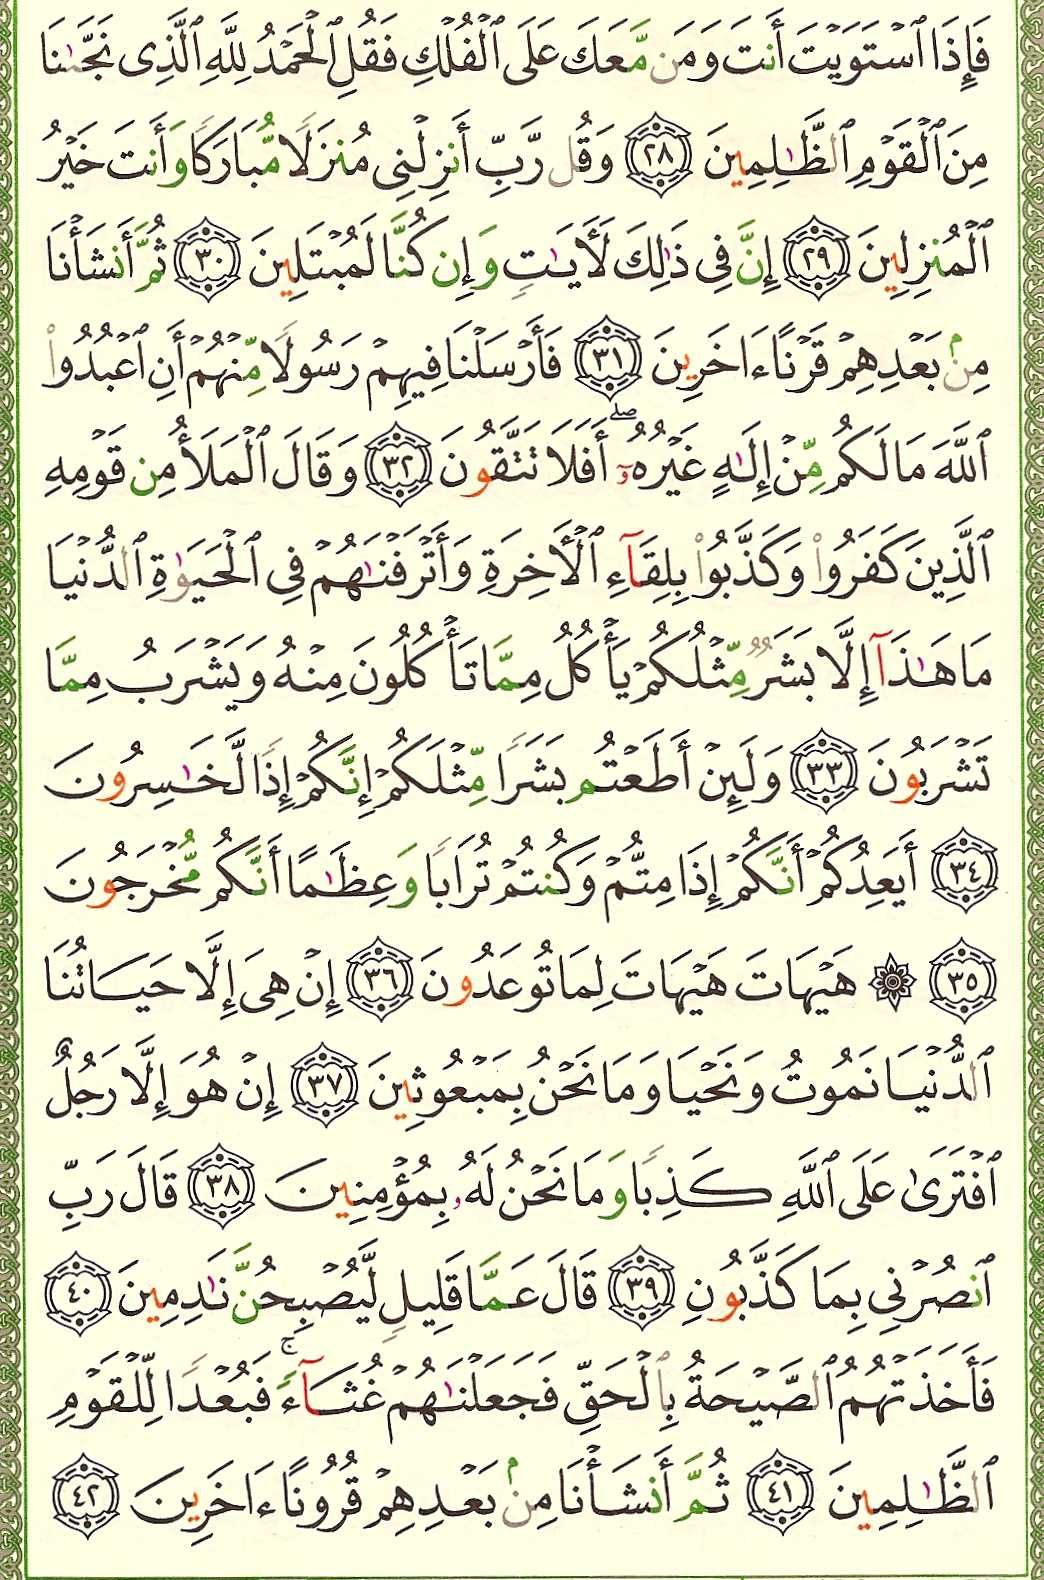 فَإِذَا ٱسْتَوَيْتَ أَنتَ وَمَن مَّعَكَ عَلَى ٱلْفُلْكِ فَقُلِ ٱلْحَمْدُ لِلَّهِ ٱلَّذِى نَجَّىٰنَا
مِنَ ٱلْقَوْمِ ٱلظَّٰلِمِينَ ٢٨ وَقُل رَّبِّ أَنزِلْنِى مُنزَلًا مُّبَارَكًا وَأَنتَ خَيْرُ
ٱلْمُنزِلِينَ ٢٩ إِنَّ فِى ذَٰلِكَ لَأَيَٰتٍ وَإِن كُنَّا لَمُبْتَلِينَ ٣٠ ثُمَّ أَنشَأْنَا
مِنۢ بَعْدِهِمْ قَرْنًا ءَاخَرِينَ ٣١ فَأَرْسَلْنَا فِيهِمْ رَسُولًا مِّنْهُمْ أَنِ ٱعْبُدُوا۟
ٱللَّهَ مَا لَكُم مِّنْ إِلَٰهٍ غَيْرُهُۥٓ ۖ أَفَلَا تَتَّقُونَ ٣٢ وَقَالَ ٱلْمَلَأُ مِن قَوْمِهِ
ٱلَّذِينَ كَفَرُوا۟ وَكَذَّبُوا۟ بِلِقَآءِ ٱلْأَخِرَةِ وَأَتْرَفْنَٰهُمْ فِى ٱلْحَيَوٰةِ ٱلدُّنْيَا
مَا هَٰذَآ إِلَّا بَشَرٌ مِّثْلُكُمْ يَأْكُلُ مِمَّا تَأْكُلُونَ مِنْهُ وَيَشْرَبُ مِمَّا
تَشْرَبُونَ ٣٣ وَلَئِنْ أَطَعْتُم بَشَرًا مِّثْلَكُمْ إِنَّكُمْ إِذًا لَّخَٰسِرُونَ
٣٤ أَيَعِدُكُمْ أَنَّكُمْ إِذَا مِتُّمْ وَكُنتُمْ تُرَابًا وَعِظَٰمًا أَنَّكُم مُّخْرَجُونَ
٣٥ ۞ هَيْهَاتَ هَيْهَاتَ لِمَا تُوعَدُونَ ٣٦ إِنْ هِىَ إِلَّا حَيَاتُنَا
ٱلدُّنْيَا نَمُوتُ وَنَحْيَا وَمَا نَحْنُ بِمَبْعُوثِينَ ٣٧ إِنْ هُوَ إِلَّا رَجُلٌ
ٱفْتَرَىٰ عَلَى ٱللَّهِ كَذِبًا وَمَا نَحْنُ لَهُۥ بِمُؤْمِنِينَ ٣٨ قَالَ رَبِّ
ٱنصُرْنِى بِمَا كَذَّبُونِ ٣٩ قَالَ عَمَّا قَلِيلٍ لَّيُصْبِحُنَّ نَٰدِمِينَ ٤٠
فَأَخَذَتْهُمُ ٱلصَّيْحَةُ بِٱلْحَقِّ فَجَعَلْنَٰهُمْ غُثَآءً ۚ فَبُعْدًا لِّلْقَوْمِ
ٱلظَّٰلِمِينَ ٤١ ثُمَّ أَنشَأْنَا مِنۢ بَعْدِهِمْ قُرُونًا ءَاخَرِينَ ٤٢